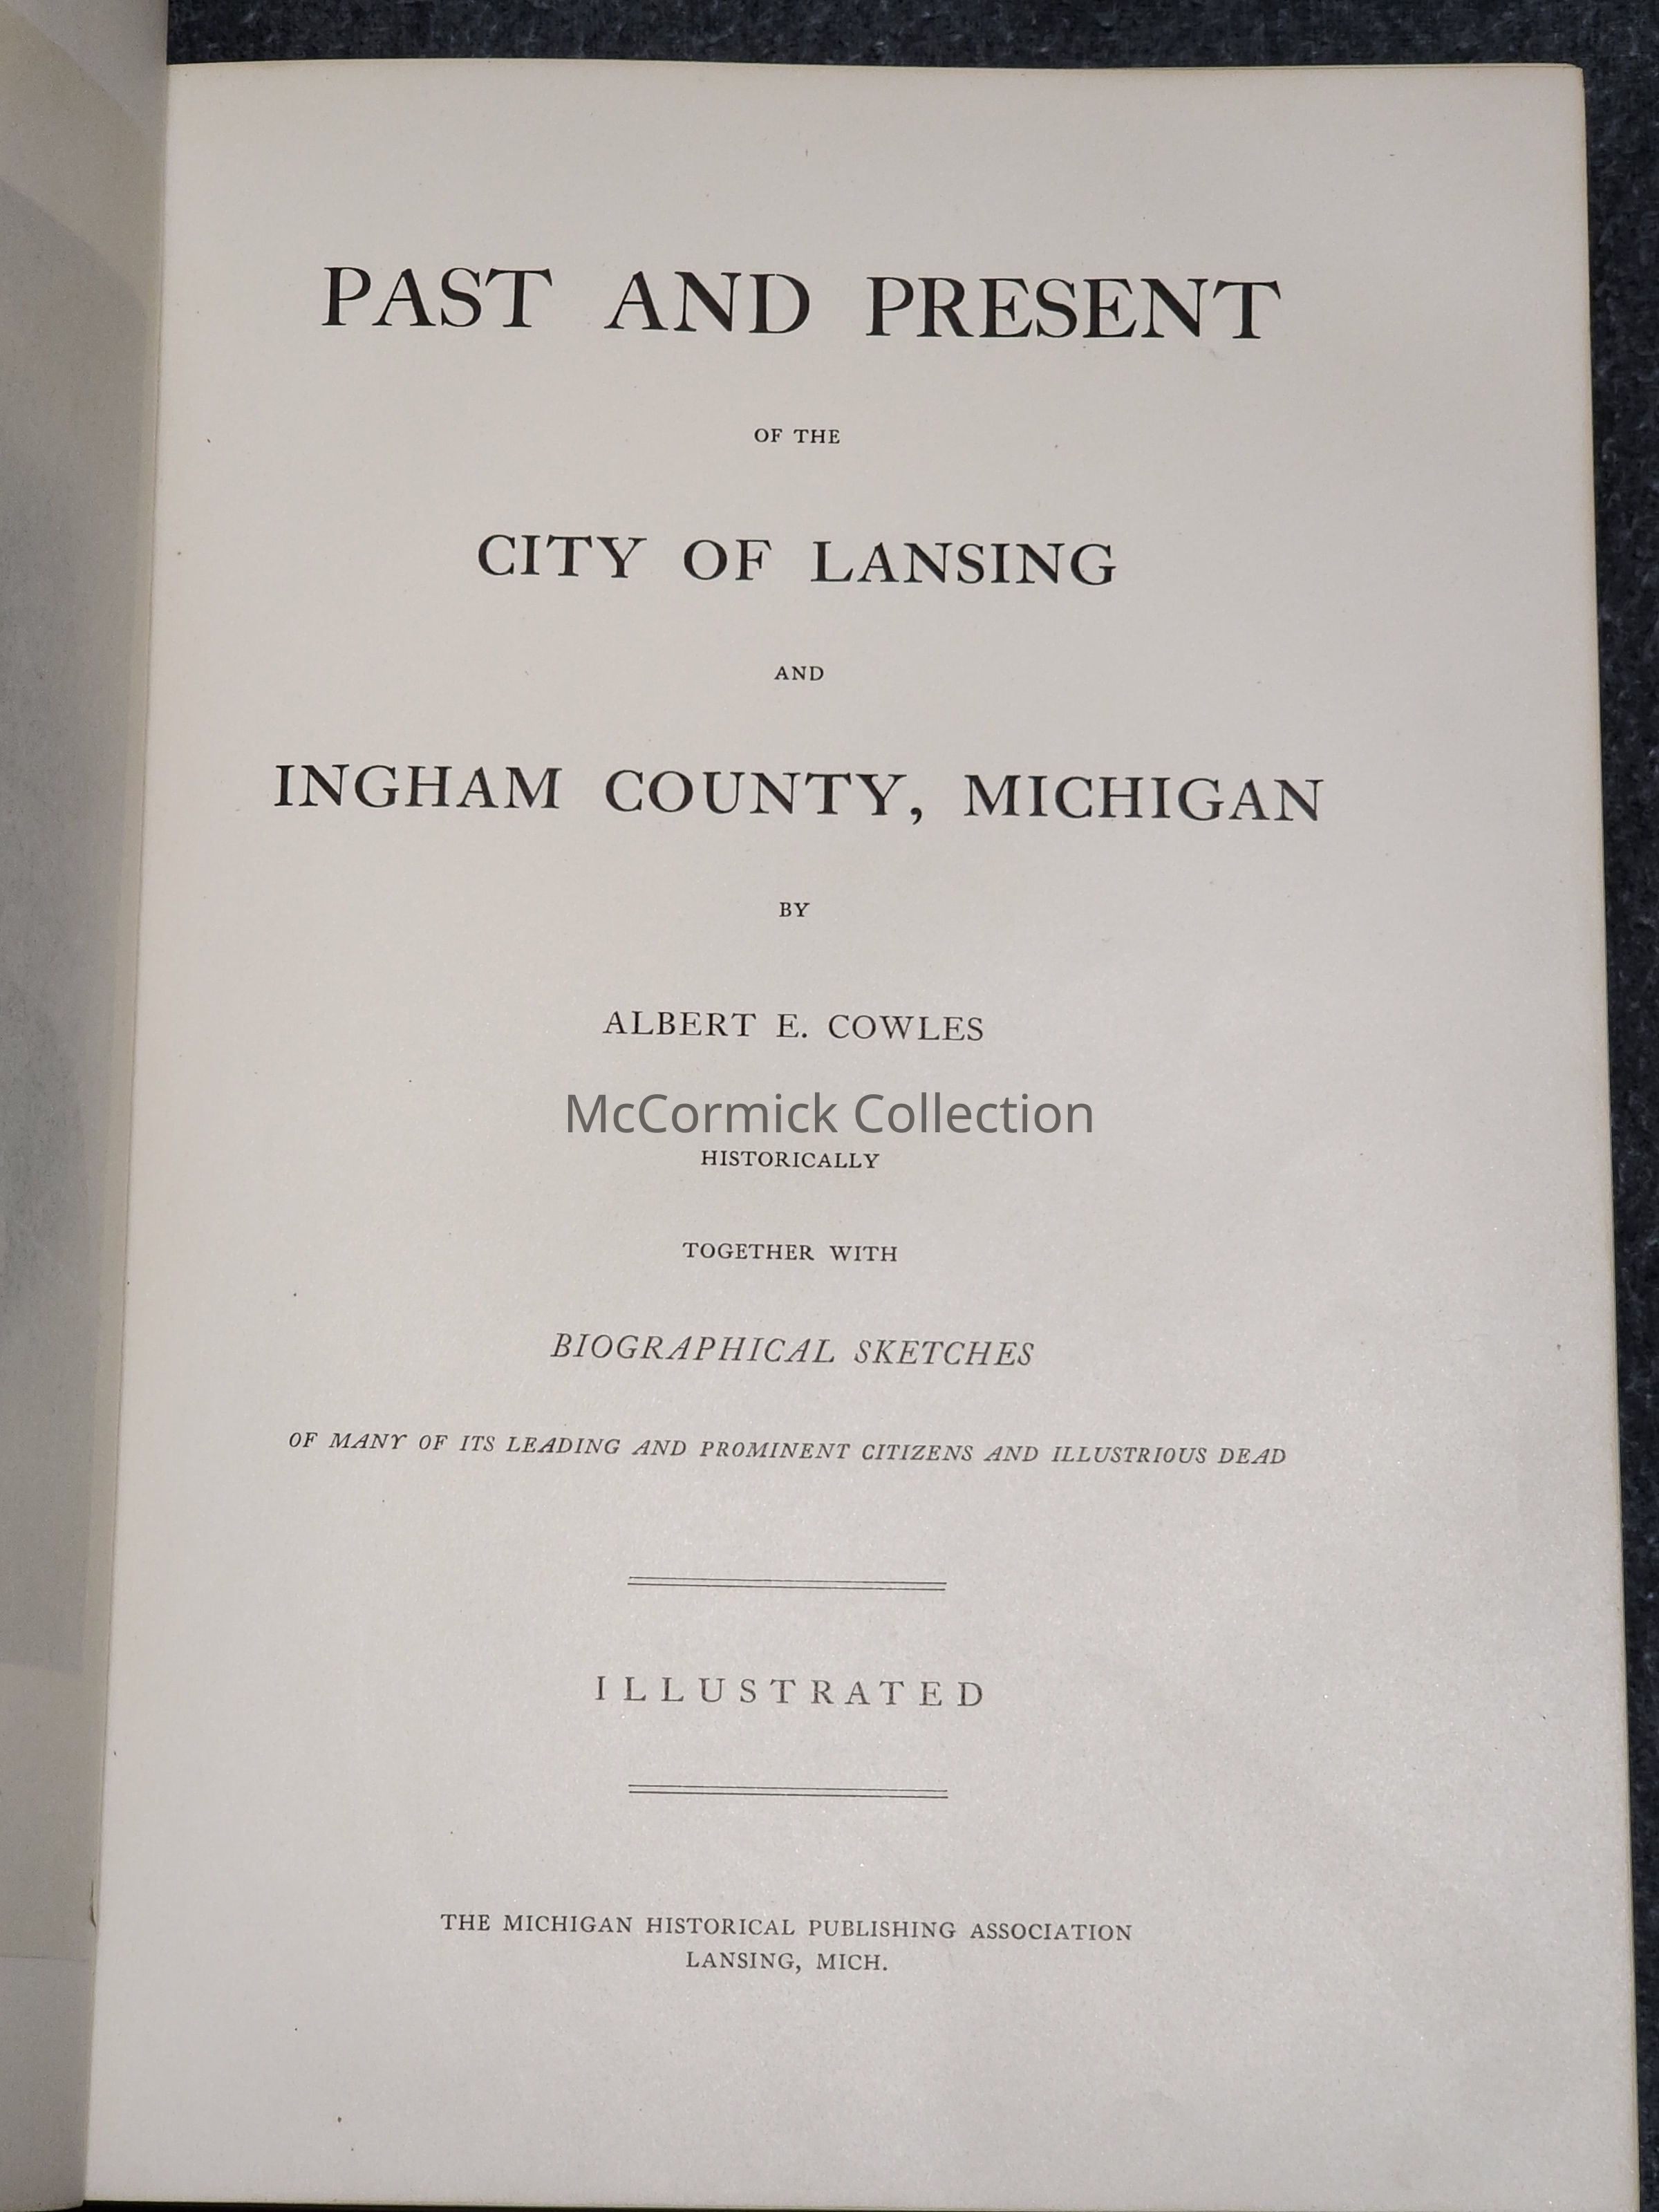 PAST AND PRESENT
OF THE
CITY OF LANSING
AND
INGHAM COUNTY, MICHIGAN
BY
ALBERT E. COWLES
McCormick Collection
HISTORICALLY
TOGETHER WITH
BIOGRAPHICAL SKETCHES
OF MANY OF ITS LEADING AND PROMINENT CITIZENS AND ILLUSTRIOUS DEAD
ILLUSTRATED
THE MICHIGAN HISTORICAL PUBLISHING ASSOCIATION
LANSING, MICH.